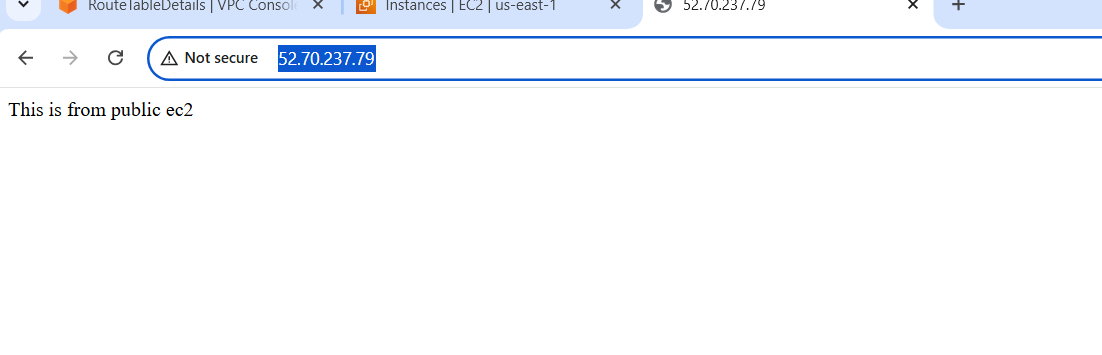 RouteTableDetails | VPC Consol
Instances | EC2 | us-east-1
52.70.237.79
Not secure
52.70.237.79
This is from public ec2